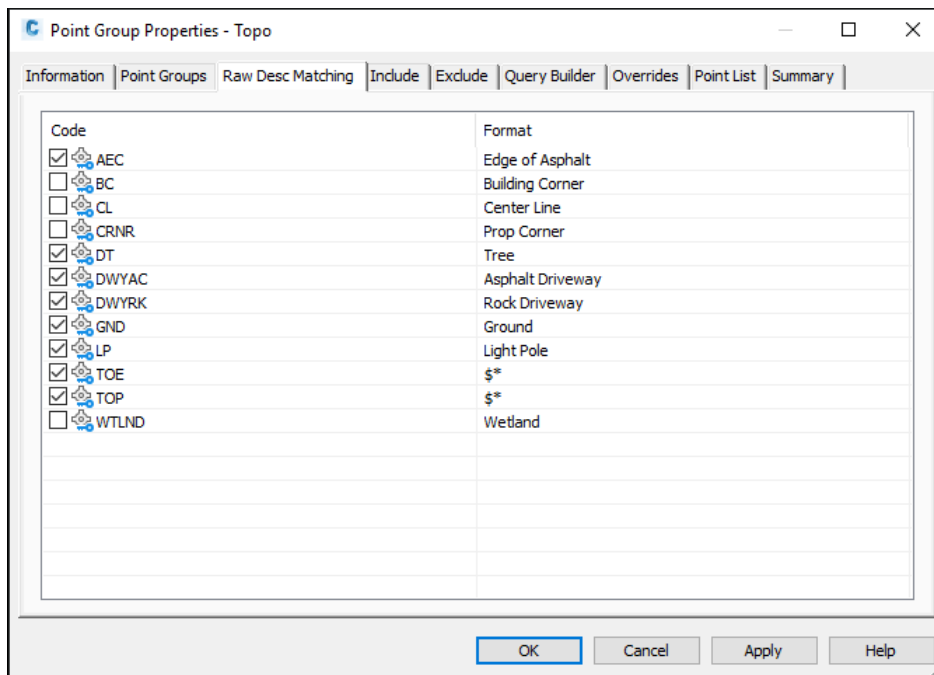 Point Group Properties - Topo
Information Point Groups Raw Desc Matching Include Exclude Query Builder Overrides Point List Summary
Code Format
AEC Edge of Asphalt
BC Building Corner
CL Center Line
CRNR Prop Corner
DT Tree
DWYAC Asphalt Driveway
DWYRK Rock Driveway
GND Ground
LP Light Pole
TOE $*
TOP $*
WTLND Wetland
OK Cancel Apply Help